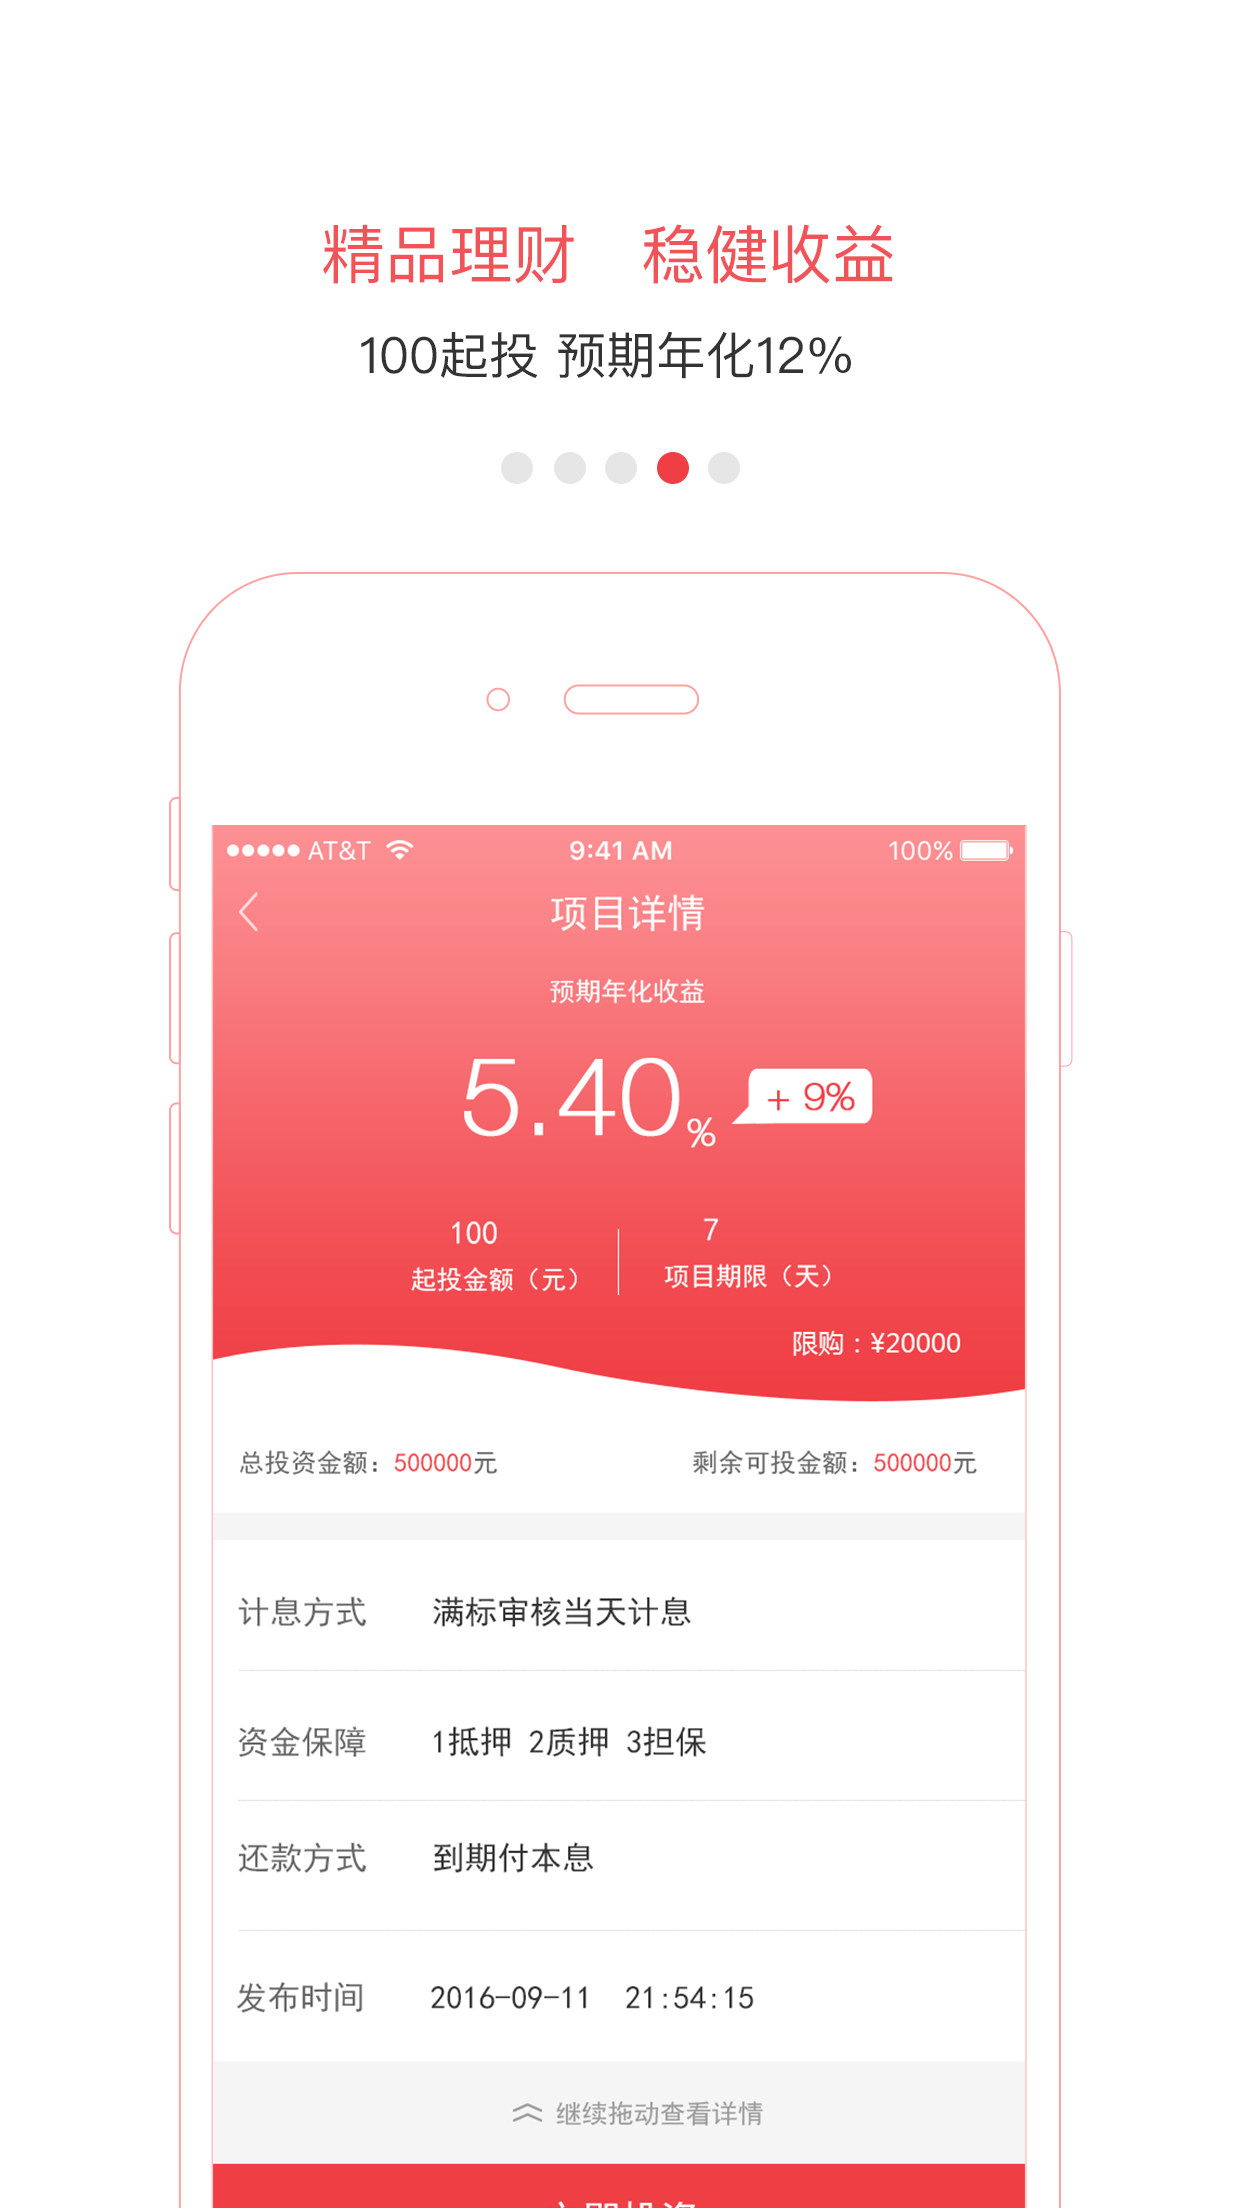 精品理财 稳健收益
100起投 预期年化12%
AT&T 9:41 AM 100%
项目详情
预期年化收益
5.40% + 9%
100 7
起投金额（元） 项目期限（天）
限购：¥20000
总投资金额：500000元 剩余可投金额：500000元
计息方式 满标审核当天计息
资金保障 1抵押 2质押 3担保
还款方式 到期付本息
发布时间 2016-09-11 21:54:15
继续拖动查看详情